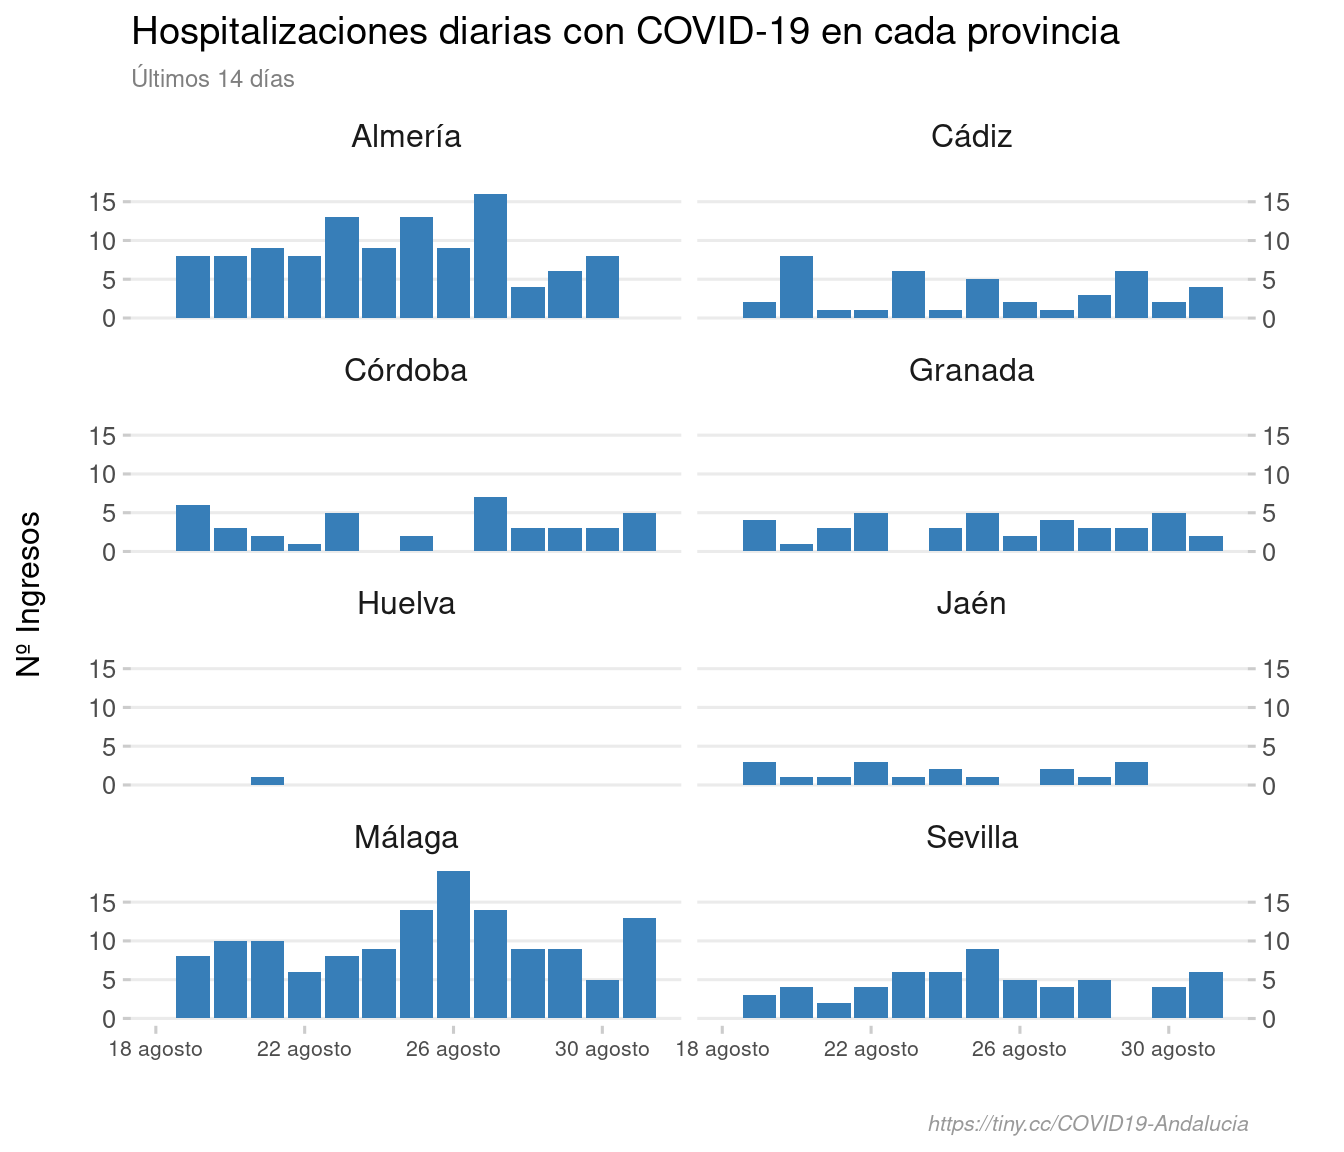 Hospitalizaciones diarias con COVID-19 en cada provincia
Últimos 14 días
Nº Ingresos
Almería
Cádiz
15
10
5
0
15
10
5
0
Córdoba
Granada
15
10
5
0
15
10
5
0
Huelva
Jaén
15
10
5
0
15
10
5
0
Málaga
Sevilla
15
10
5
0
15
10
5
0
18 agosto 22 agosto 26 agosto 30 agosto 18 agosto 22 agosto 26 agosto 30 agosto
https://tiny.cc/COVID19-Andalucia